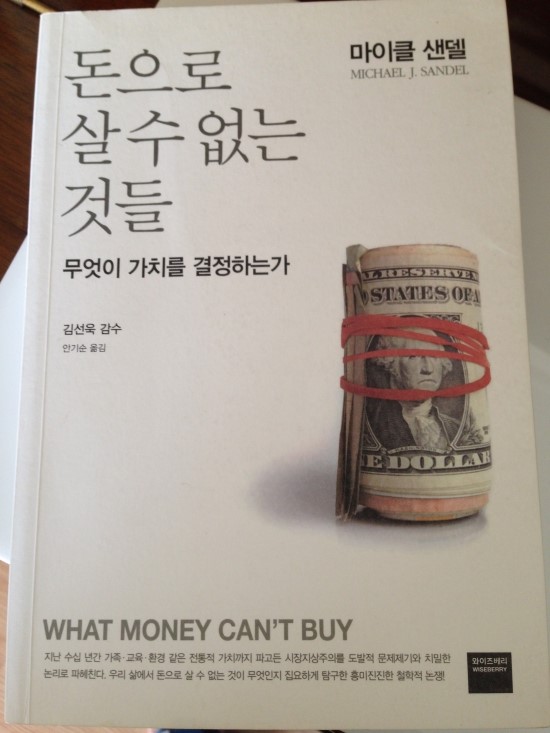 돈으로
살 수 없는
것들
마이클 샌델
MICHAEL J. SANDEL
무엇이 가치를 결정하는가
김선욱 감수
안기순 옮김
L RESERVE
STATES OF A
E DOLLAR
WHAT MONEY CAN'T BUY
지난 수십 년간 가족·교육·환경 같은 전통적 가치까지 파고든 시장지상주의를 도발적 문제제기와 치밀한
논리로 파헤친다. 우리 삶에서 돈으로 살 수 없는 것이 무엇인지 집요하게 탐구한 흥미진진한 철학적 논쟁!
와이즈베리
WISEBERRY